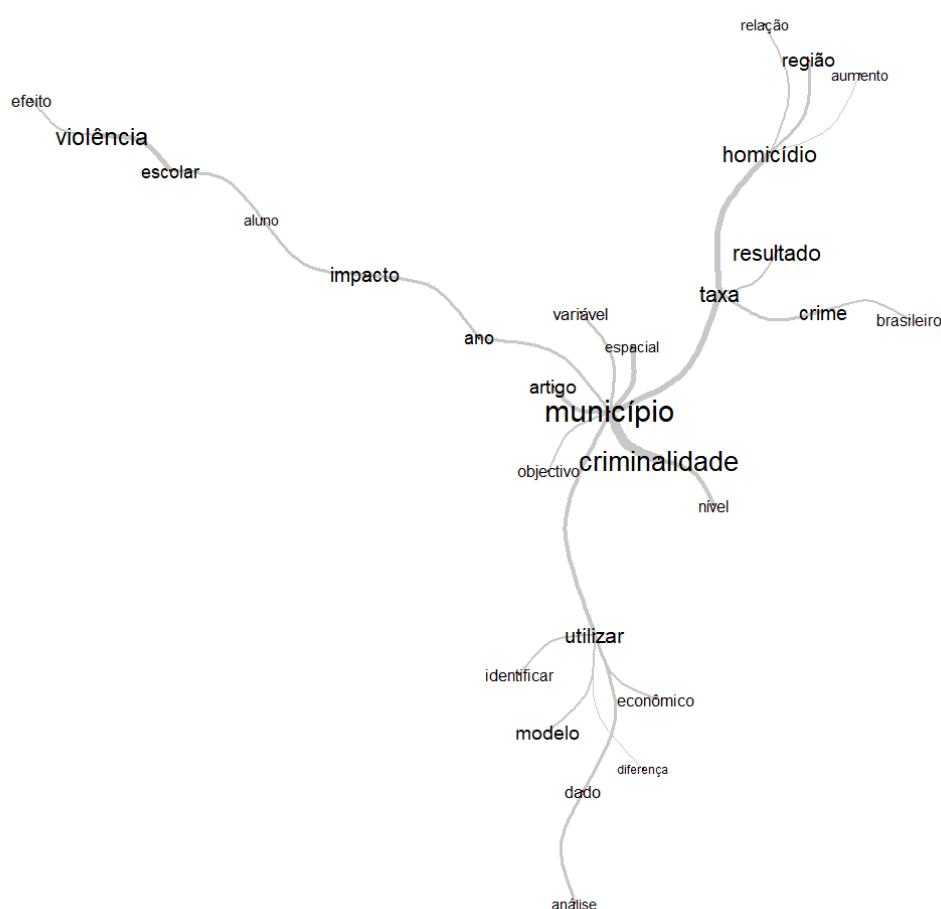 relação
região
aumento
efeito
violência
homicídio
escolar
aluno
resultado
impacto
taxa
variável
crime
brasileiro
ano
espacial
artigo
município
criminalidade
objectivo
nível
utilizar
identificar
econômico
modelo
diferença
dado
análise